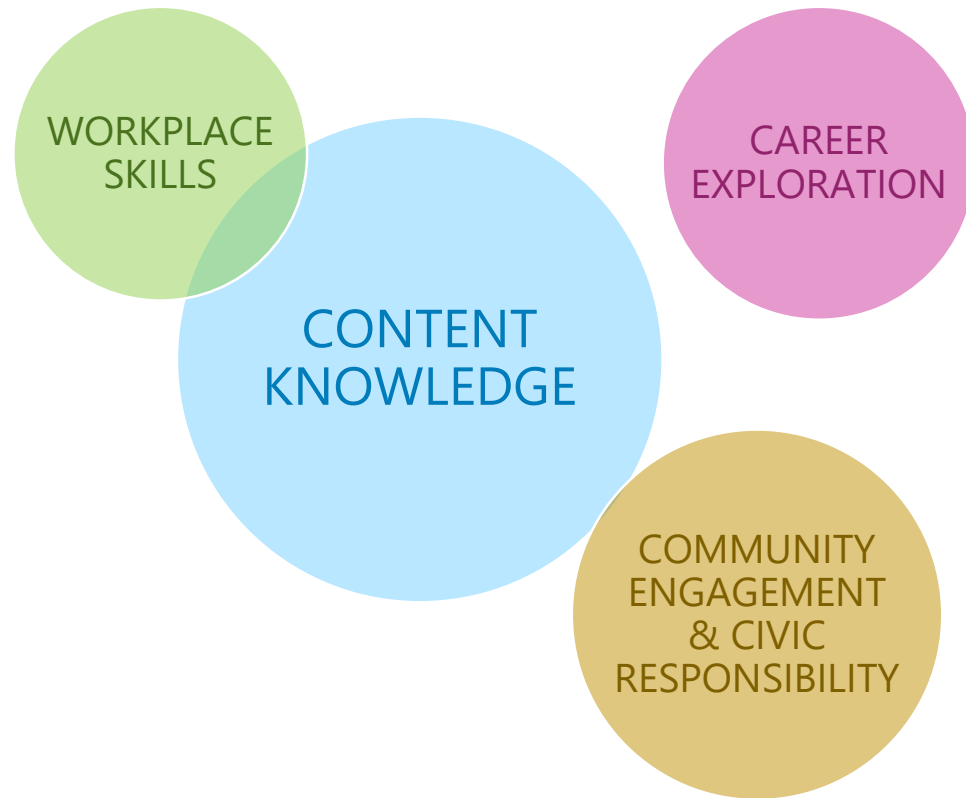 WORKPLACE
SKILLS
CAREER
EXPLORATION
CONTENT
KNOWLEDGE
COMMUNITY
ENGAGEMENT
& CIVIC
RESPONSIBILITY